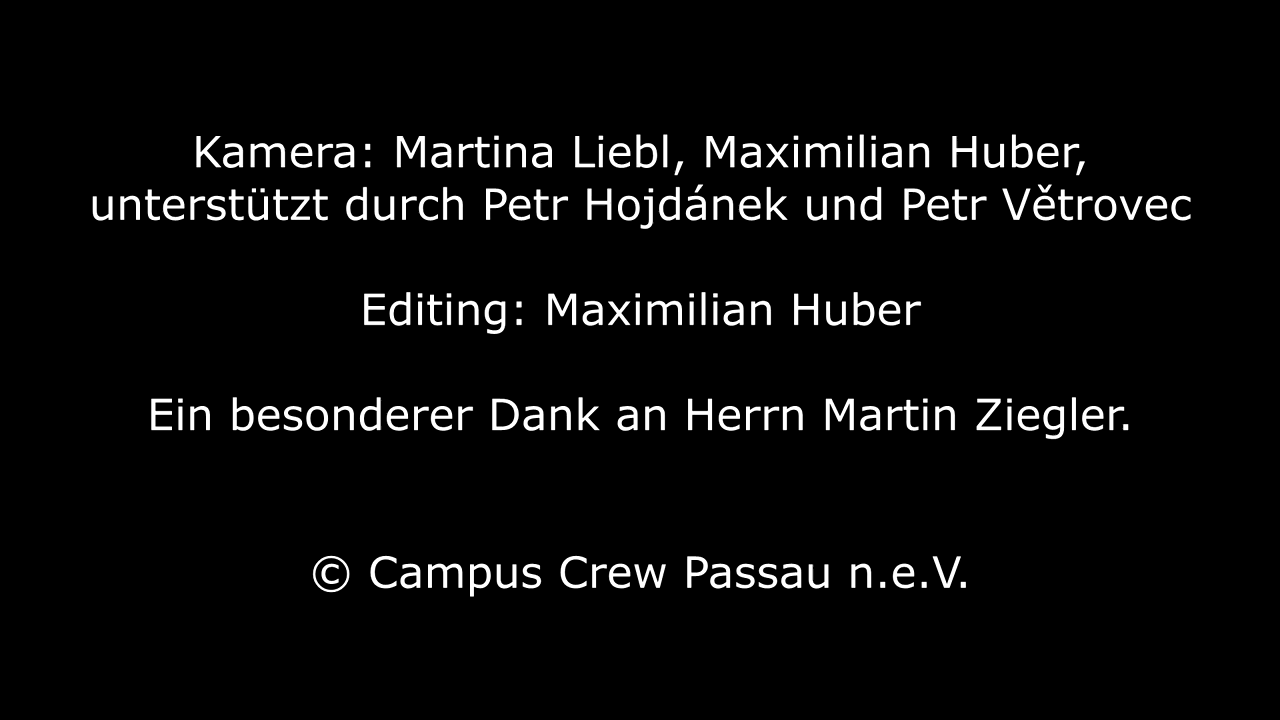 Kamera: Martina Liebl, Maximilian Huber,
unterstützt durch Petr Hojdánek und Petr Větrovec
Editing: Maximilian Huber
Ein besonderer Dank an Herrn Martin Ziegler.
© Campus Crew Passau n.e.V.